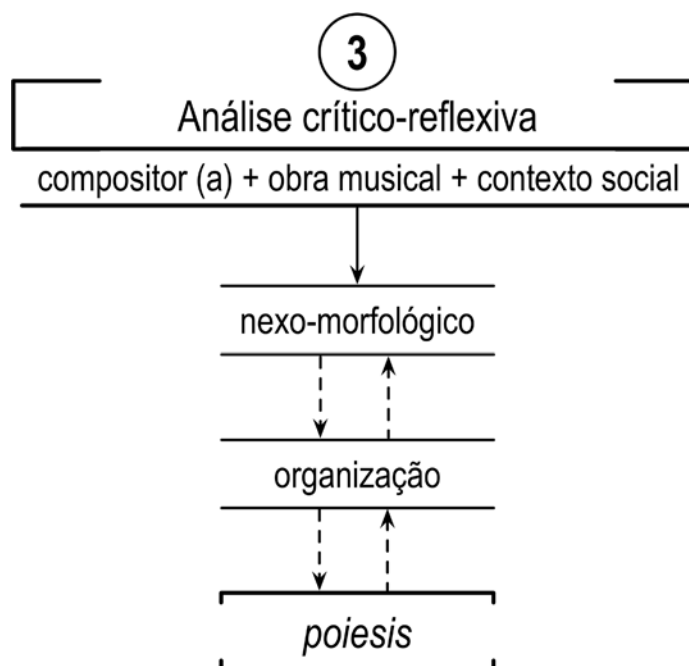 3
Análise crítico-reflexiva
compositor (a) + obra musical + contexto social
nexo-morfológico
organização
poiesis